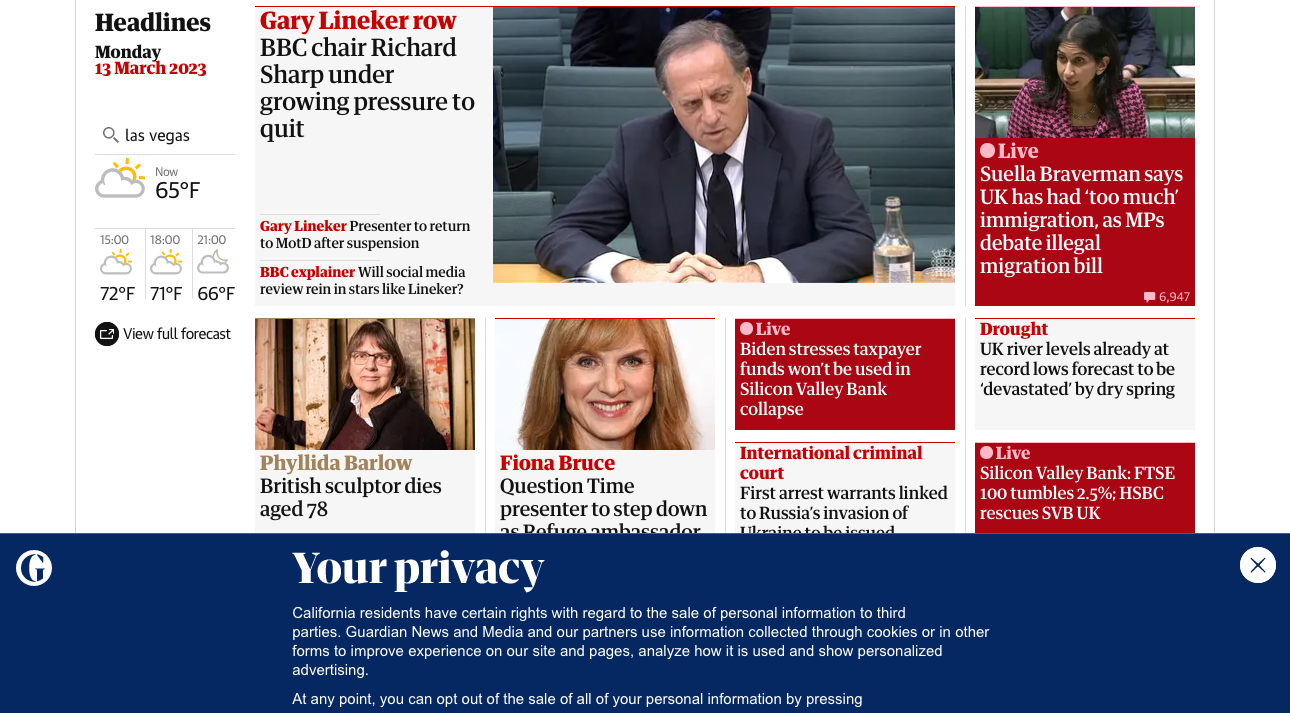 Headlines
Monday
13 March 2023
las vegas
Now
65°F
15:00
18:00
21:00
72°F
71°F
66°F
View full forecast
Gary Lineker row
BBC chair Richard
Sharp under
growing pressure to
quit
Gary Lineker Presenter to return
to MotD after suspension
BBC explainer Will social media
review rein in stars like Lineker?
Live
Suella Braverman says
UK has had ‘too much’
immigration, as MPs
debate illegal
migration bill
6,947
Phyllida Barlow
British sculptor dies
aged 78
Fiona Bruce
Question Time
presenter to step down
as Refuge ambassador
Live
Biden stresses taxpayer
funds won’t be used in
Silicon Valley Bank
collapse
International criminal
court
First arrest warrants linked
to Russia’s invasion of
Ukraine to be issued
Drought
UK river levels already at
record lows forecast to be
‘devastated’ by dry spring
Live
Silicon Valley Bank: FTSE
100 tumbles 2.5%; HSBC
rescues SVB UK
G
Your privacy
California residents have certain rights with regard to the sale of personal information to third
parties. Guardian News and Media and our partners use information collected through cookies or in other
forms to improve experience on our site and pages, analyze how it is used and show personalized
advertising.
At any point, you can opt out of the sale of all of your personal information by pressing